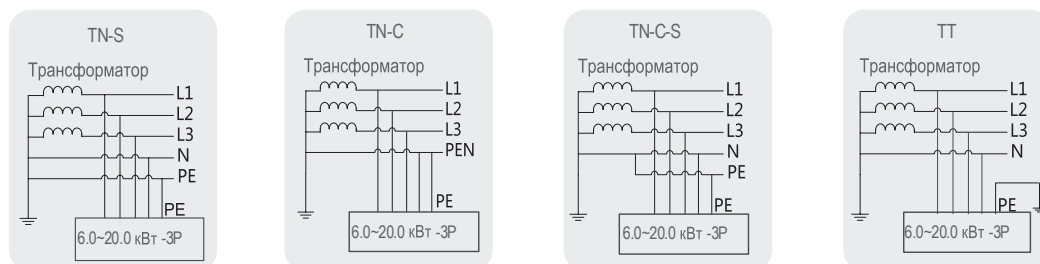 TN-S
Трансформатор
L1
L2
L3
N
PE
PE
6.0~20.0 кВт -3P
TN-C
Трансформатор
L1
L2
L3
PEN
PE
6.0~20.0 кВт -3P
TN-C-S
Трансформатор
L1
L2
L3
N
PE
PE
6.0~20.0 кВт -3P
TT
Трансформатор
L1
L2
L3
N
PE
6.0~20.0 кВт -3P